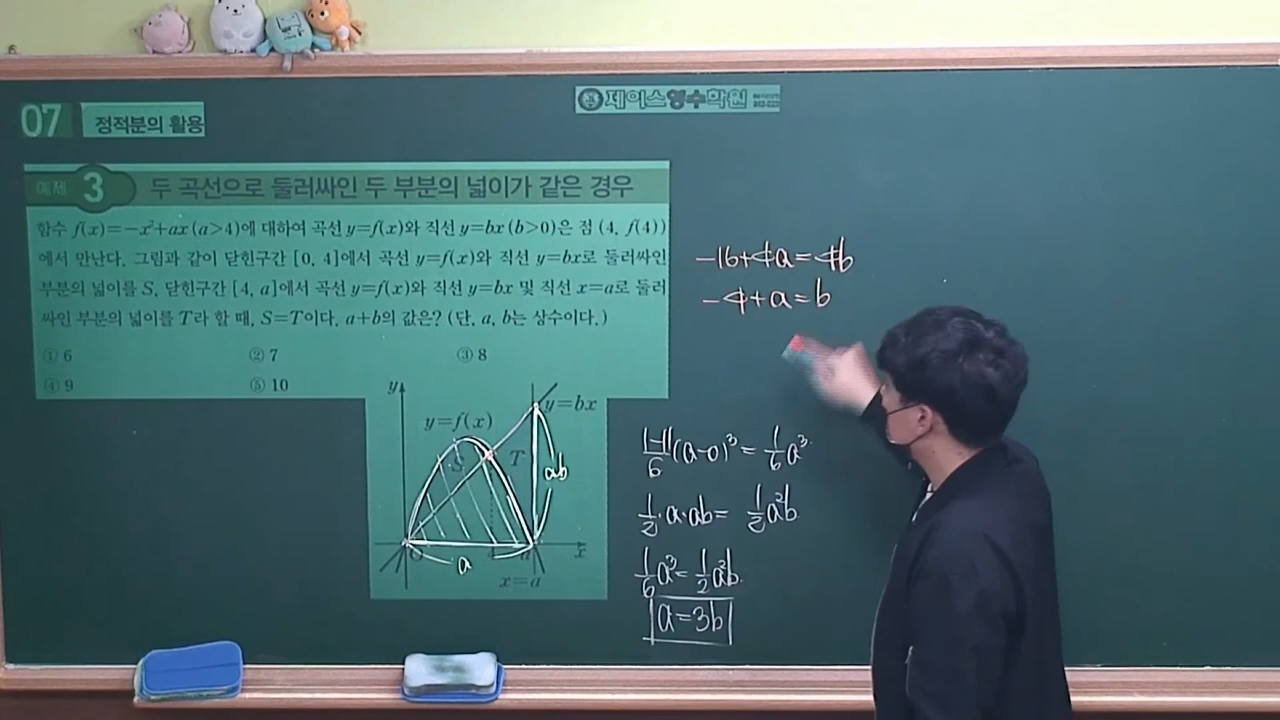 제이스영수학원
07 정적분의 활용
예제 3 두 곡선으로 둘러싸인 두 부분의 넓이가 같은 경우
함수 f(x)=-x²+ax(a>4)에 대하여 곡선 y=f(x)와 직선 y=bx(b>0)은 점 (4, f(4))
에서 만난다. 그림과 같이 닫힌구간 [0, 4]에서 곡선 y=f(x)와 직선 y=bx로 둘러싸인
부분의 넓이를 S, 닫힌구간 [4, a]에서 곡선 y=f(x)와 직선 y=bx 및 직선 x=a로 둘러
싸인 부분의 넓이를 T라 할 때, S=T이다. a+b의 값은? (단, a, b는 상수이다.)
① 6 ② 7 ③ 8
④ 9 ⑤ 10
y
y=bx
y=f(x)
S T ab
O 4 a x
a
x=a
-16+4a=4b
-4+a=b
|-1|/6 (a-0)³ = 1/6 a³
1/2·a·ab = 1/2 a²b
1/6 a³ = 1/2 a²b
a=3b